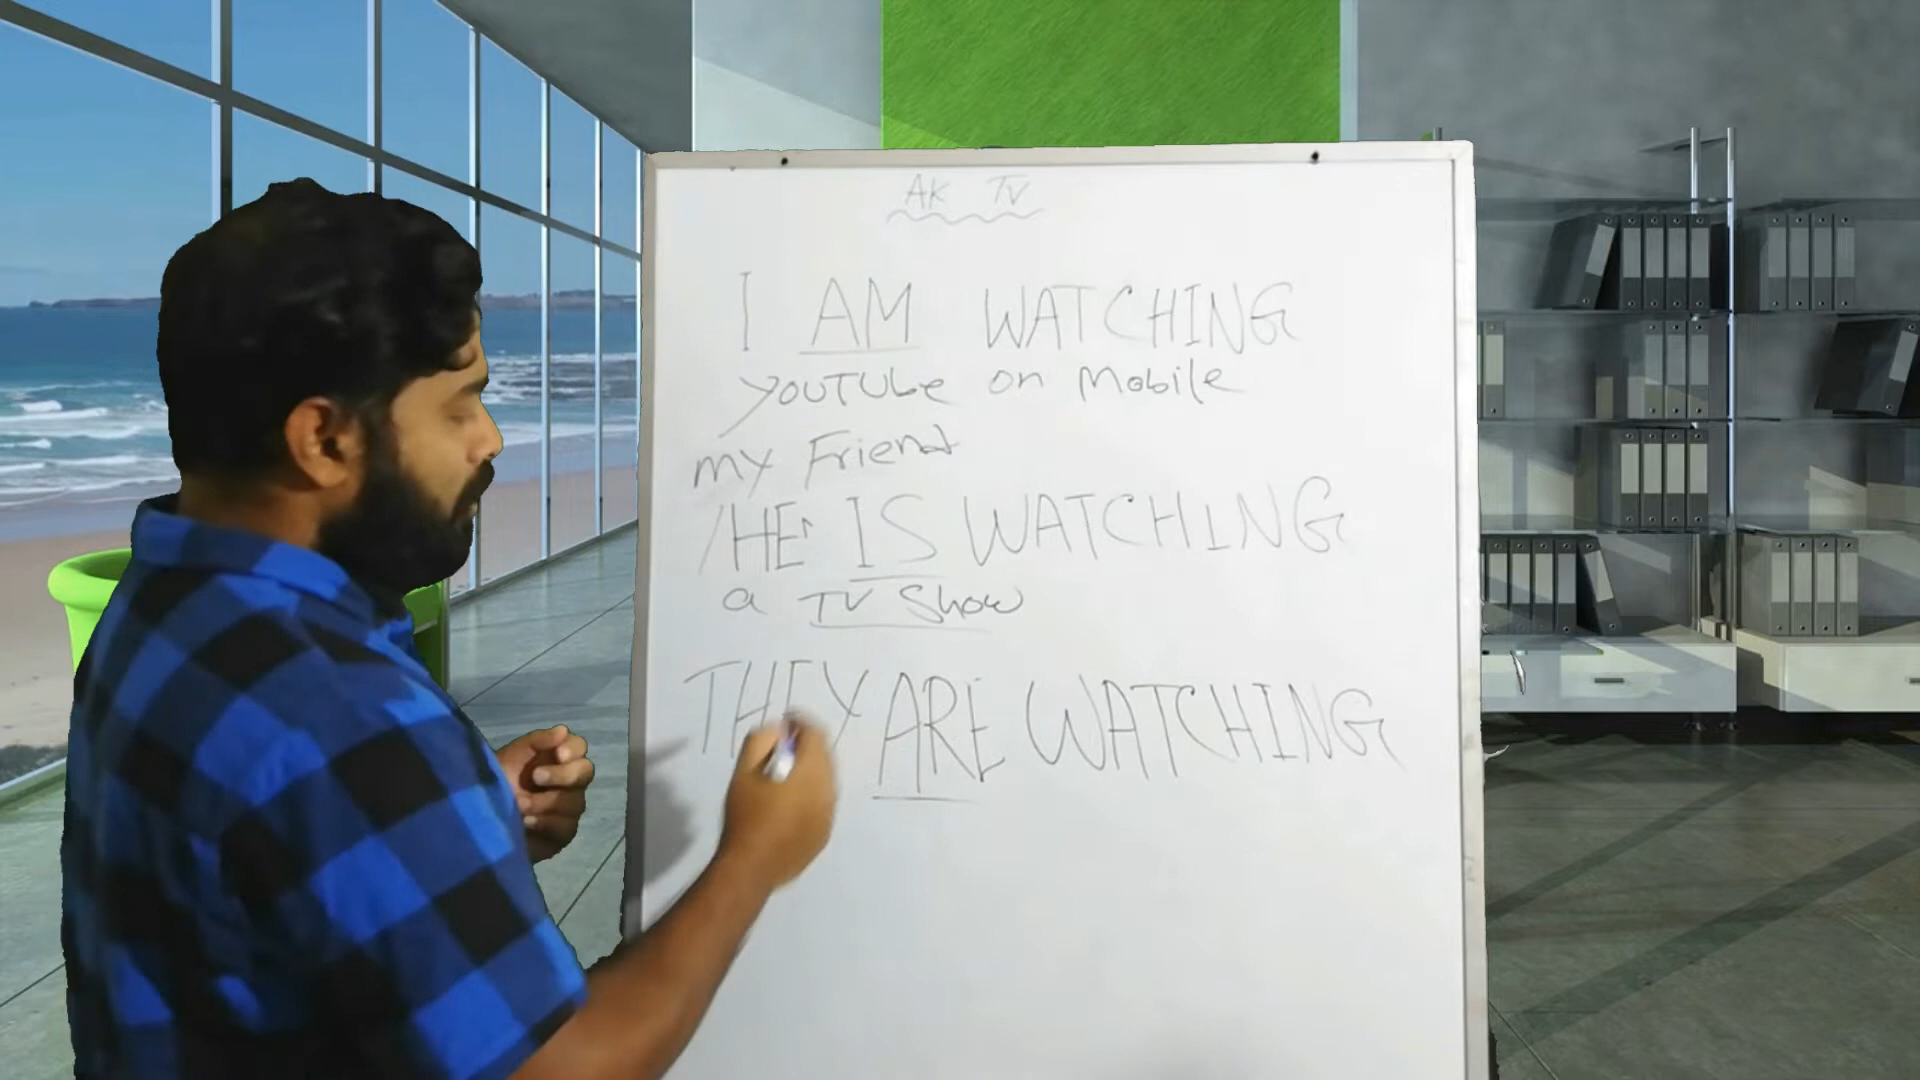 AK TV
I AM WATCHING
YOUTUbe on Mobile
my Friend
/HE IS WATCHING
a TV Show
THEY ARE WATCHING